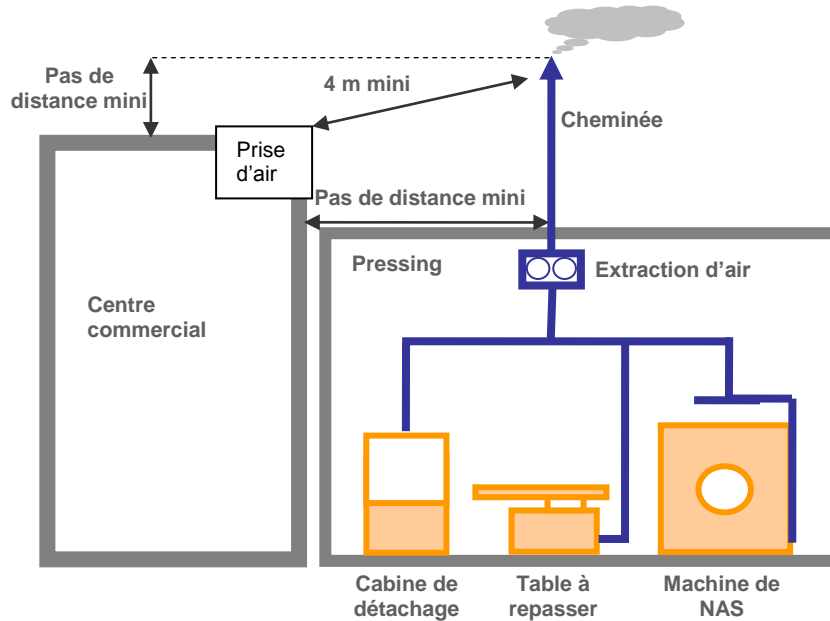 Pas de
distance mini
4 m mini
Cheminée
Prise
d'air
Pas de distance mini
Pressing
Extraction d'air
Centre
commercial
Cabine de
détachage
Table à
repasser
Machine de
NAS